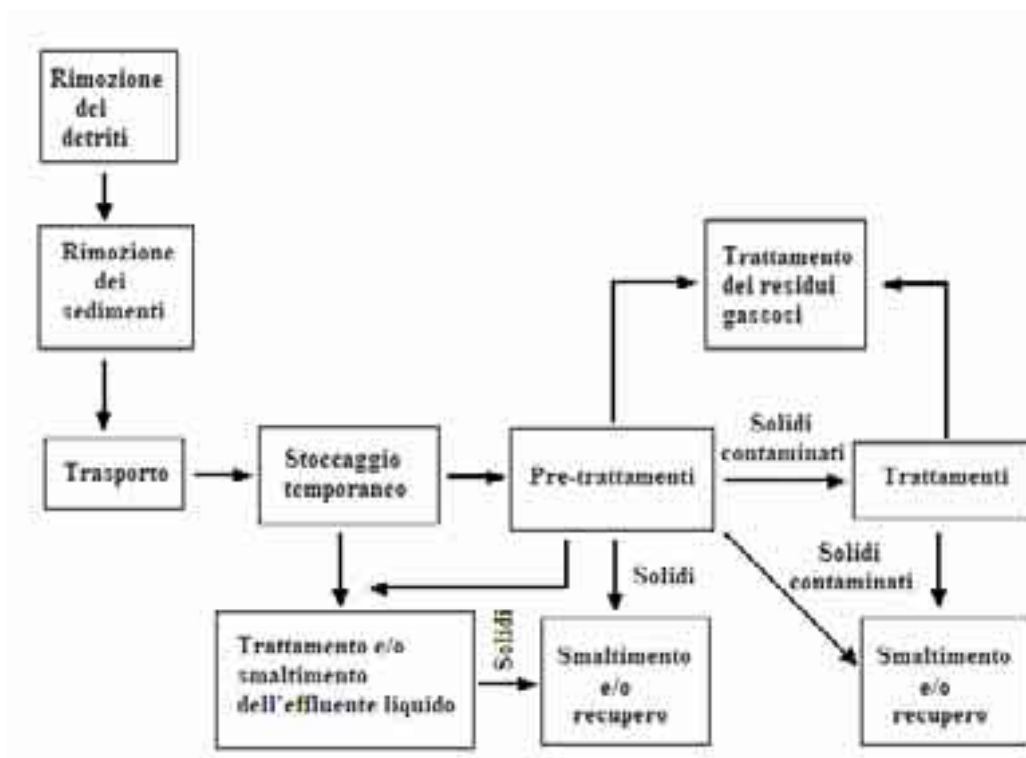 Rimozione
dei
detriti
Rimozione
dei
sedimenti
Trasporto
Stoccaggio
temporaneo
Pre-trattamenti
Solidi
contaminati
Trattamenti
Trattamento
dei residui
gassosi
Solidi
Solidi
contaminati
Trattamento e/o
smaltimento
dell'effluente liquido
Solidi
Smaltimento
e/o
recupero
Smaltimento
e/o
recupero